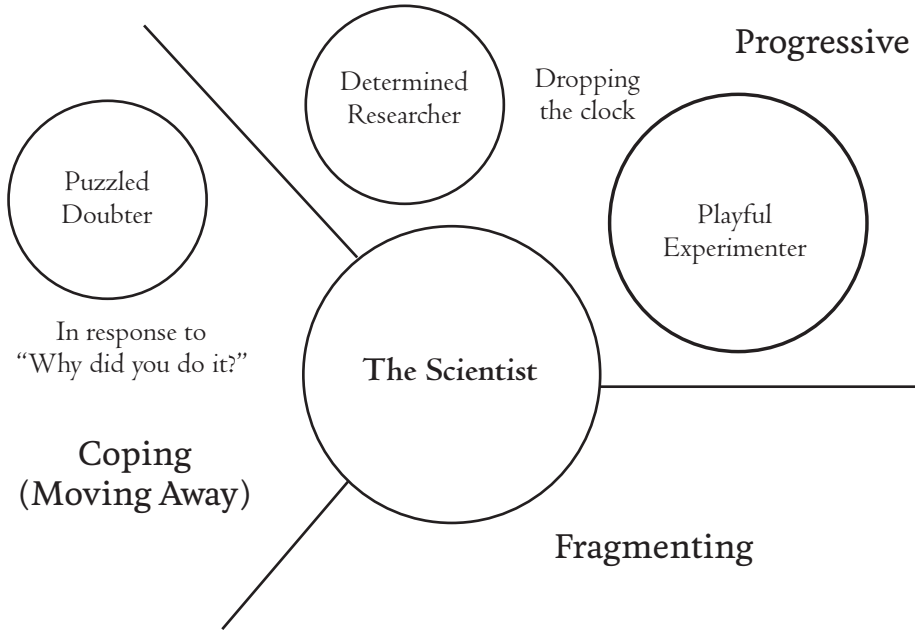 Progressive
Determined
Researcher
Dropping
the clock
Puzzled
Doubter
Playful
Experimenter
In response to
“Why did you do it?”
The Scientist
Coping
(Moving Away)
Fragmenting